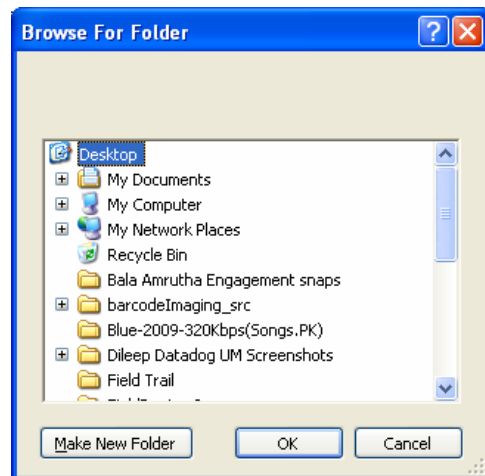 Browse For Folder
Desktop
My Documents
My Computer
My Network Places
Recycle Bin
Bala Amrutha Engagement snaps
barcodeImaging_src
Blue-2009-320Kbps(Songs.PK)
Dileep Datadog UM Screenshots
Field Trail
Make New Folder OK Cancel